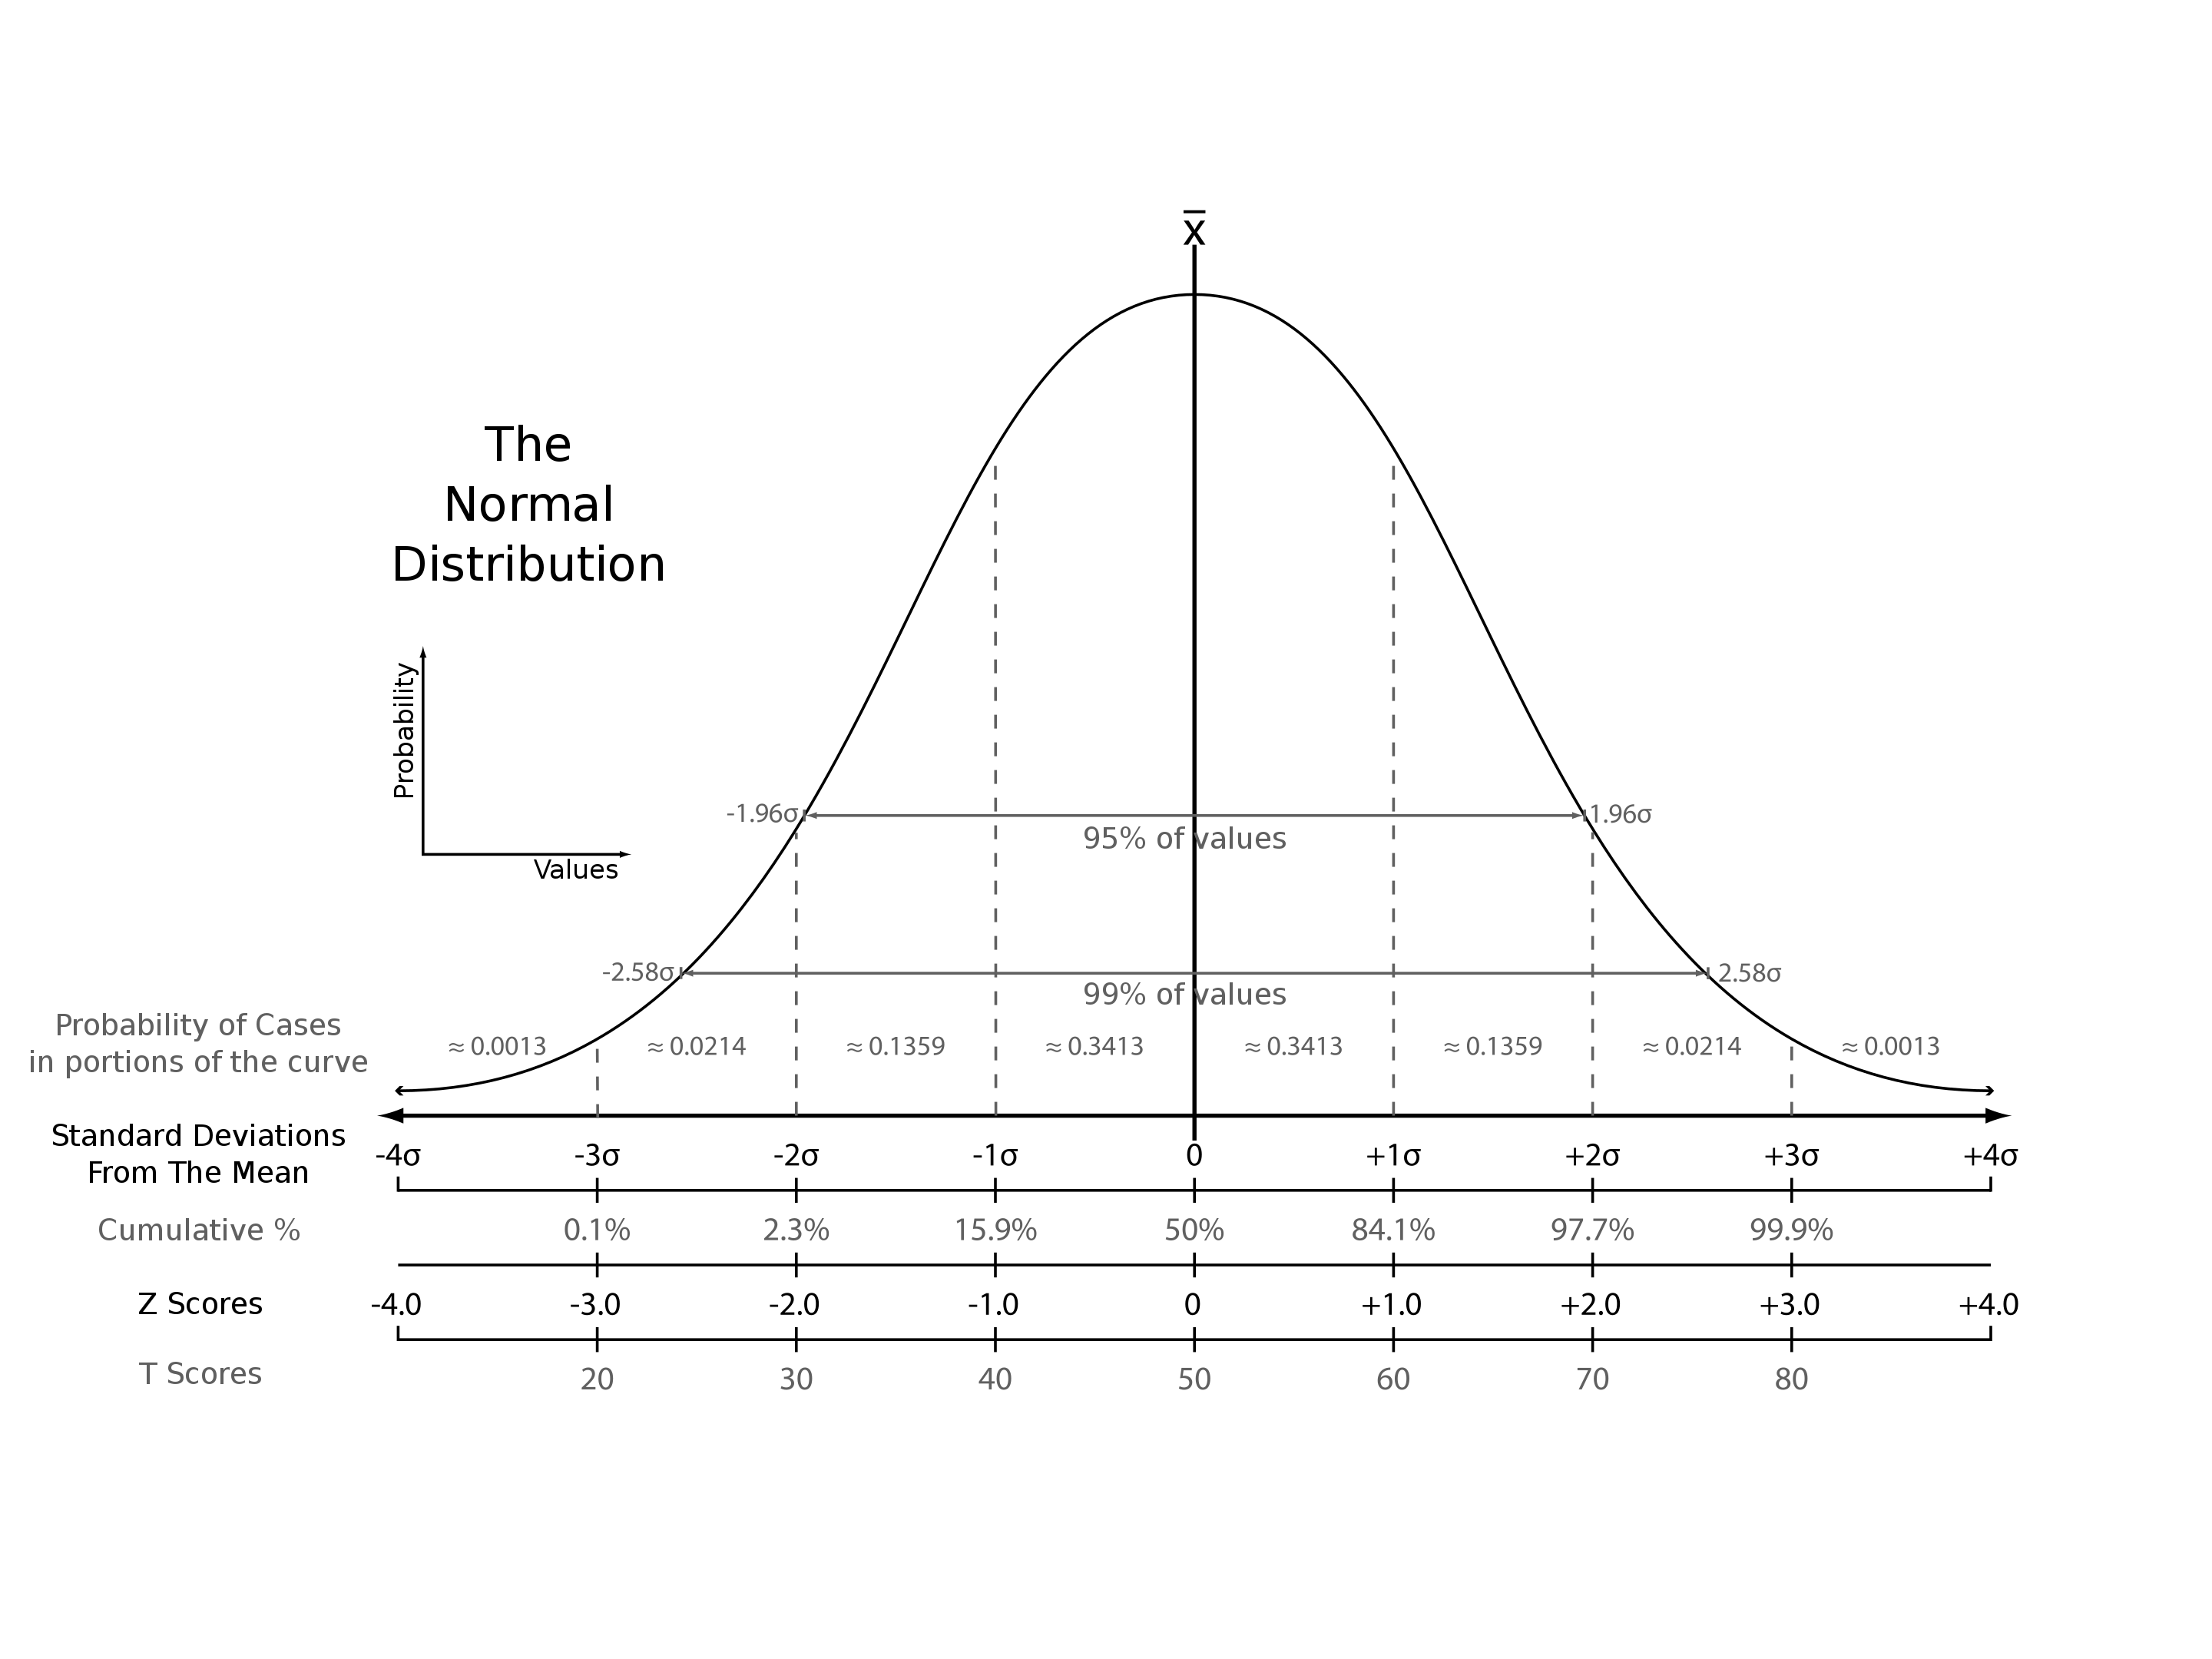 x̄
The
Normal
Distribution
Probability
Values
-1.96σ 1.96σ
95% of values
-2.58σ 2.58σ
99% of values
Probability of Cases
in portions of the curve
≈ 0.0013 ≈ 0.0214 ≈ 0.1359 ≈ 0.3413 ≈ 0.3413 ≈ 0.1359 ≈ 0.0214 ≈ 0.0013
Standard Deviations
From The Mean
-4σ -3σ -2σ -1σ 0 +1σ +2σ +3σ +4σ
Cumulative % 0.1% 2.3% 15.9% 50% 84.1% 97.7% 99.9%
Z Scores -4.0 -3.0 -2.0 -1.0 0 +1.0 +2.0 +3.0 +4.0
T Scores 20 30 40 50 60 70 80